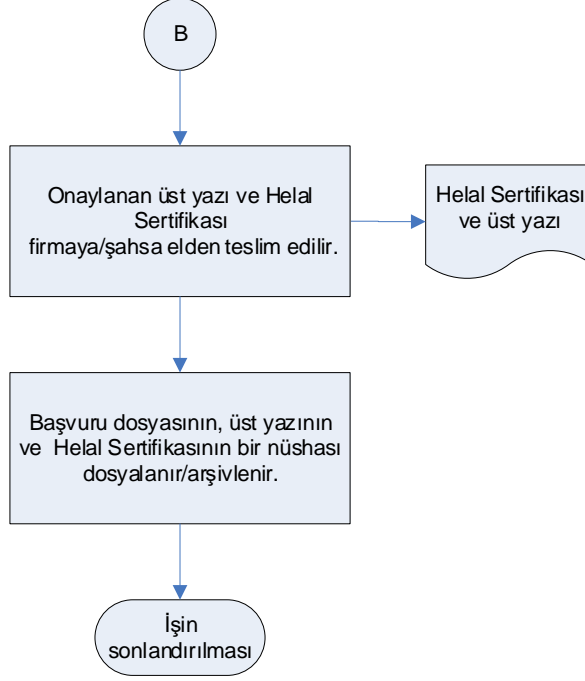 B
Onaylanan üst yazı ve Helal
Sertifikası
firmaya/şahsa elden teslim edilir.
Helal Sertifikası
ve üst yazı
Başvuru dosyasının, üst yazının
ve Helal Sertifikasının bir nüshası
dosyalanır/arşivlenir.
İşin
sonlandırılması